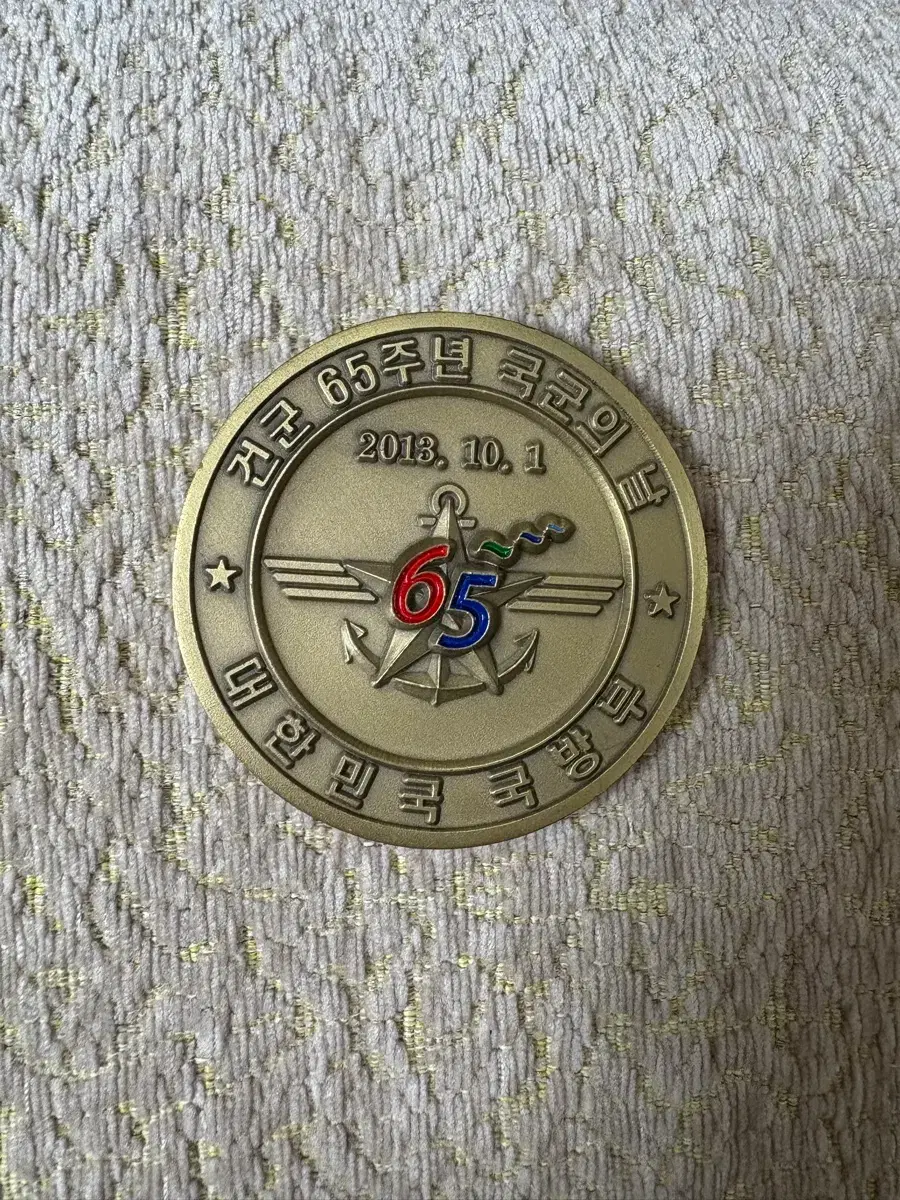 건군 65주년 국군의 날
2013. 10. 1
65
대한민국 국방부